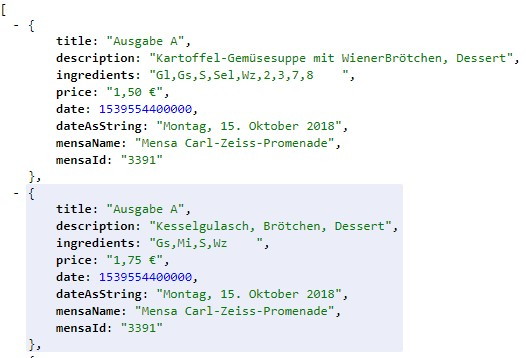 [
- {
title: "Ausgabe A",
description: "Kartoffel-Gemüsesuppe mit WienerBrötchen, Dessert",
ingredients: "Gl,Gs,S,Sel,Wz,2,3,7,8    ",
price: "1,50 €",
date: 1539554400000,
dateAsString: "Montag, 15. Oktober 2018",
mensaName: "Mensa Carl-Zeiss-Promenade",
mensaId: "3391"
},
- {
title: "Ausgabe A",
description: "Kesselgulasch, Brötchen, Dessert",
ingredients: "Gs,Mi,S,Wz    ",
price: "1,75 €",
date: 1539554400000,
dateAsString: "Montag, 15. Oktober 2018",
mensaName: "Mensa Carl-Zeiss-Promenade",
mensaId: "3391"
},